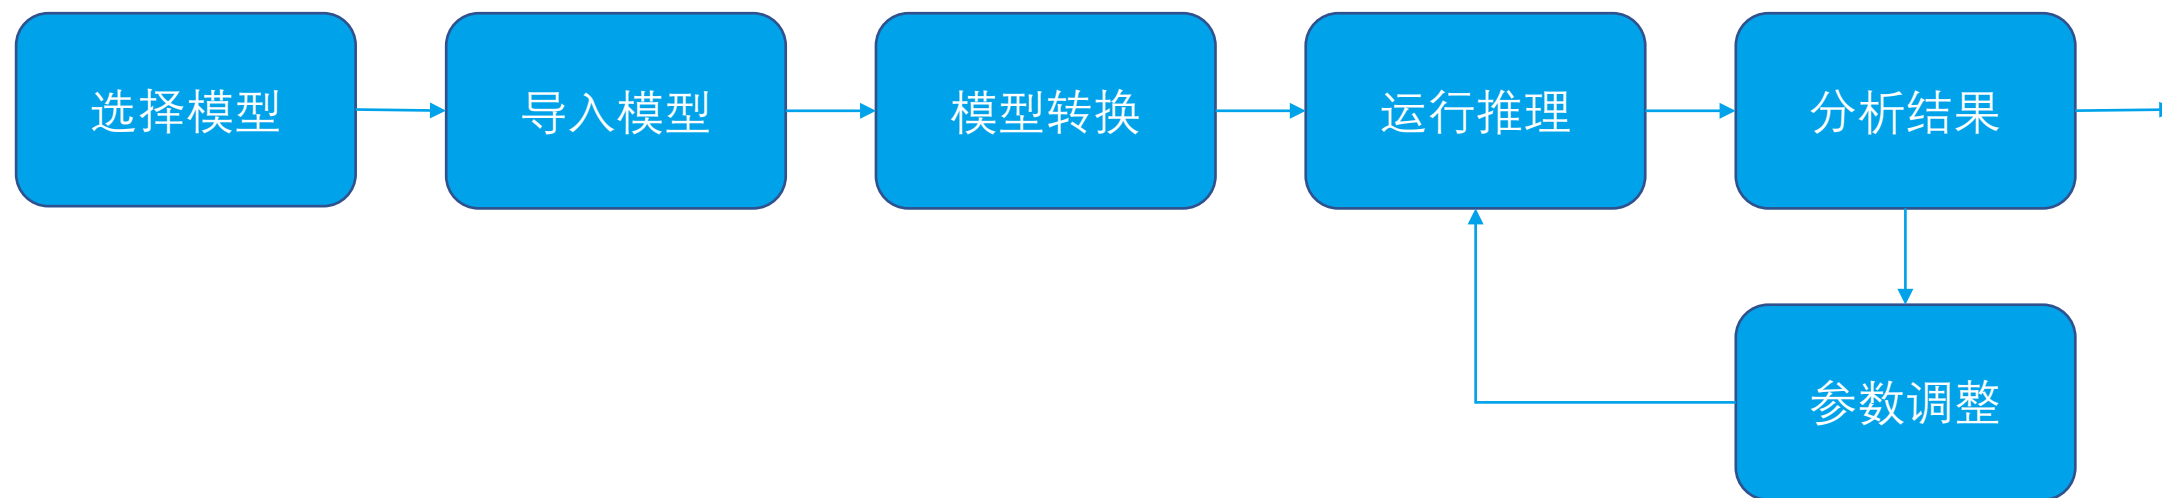 选择模型
导入模型
模型转换
运行推理
分析结果
参数调整